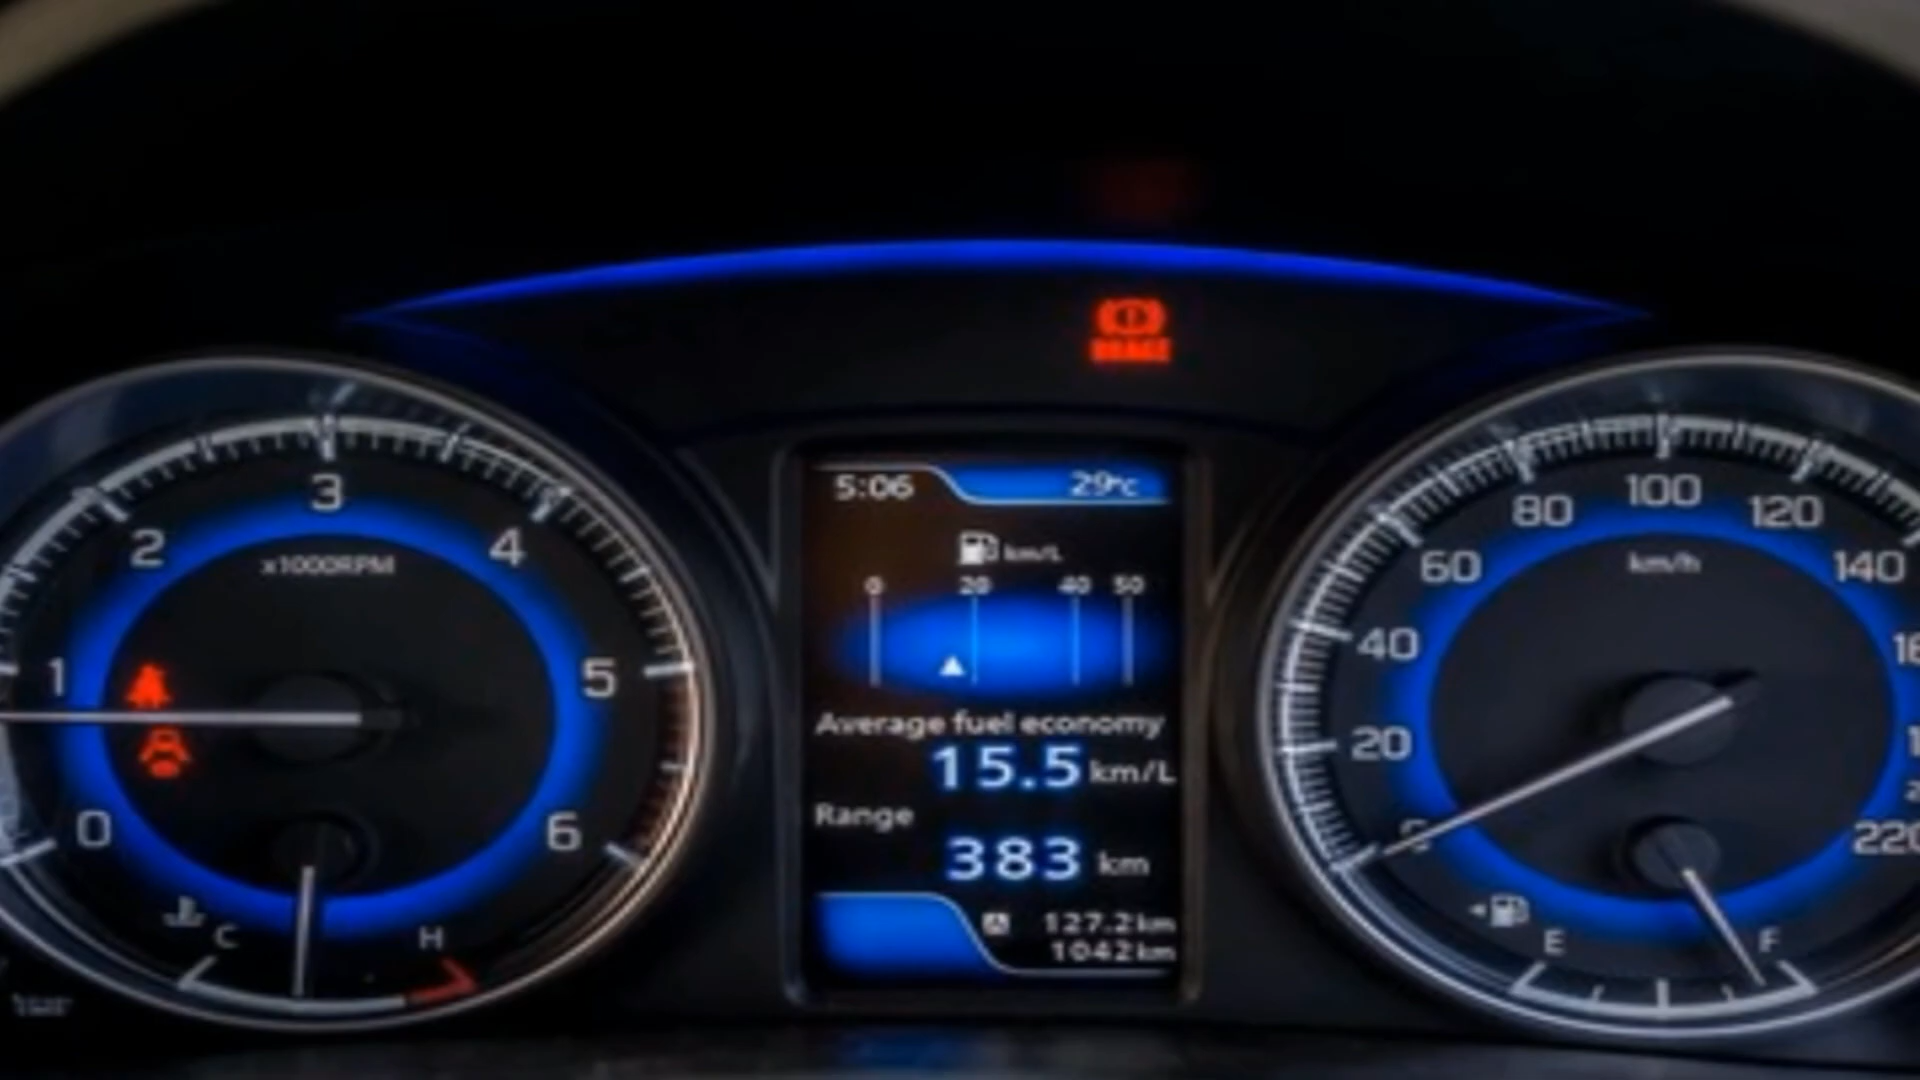 BRAKE
5:06 29°C
km/L
0 20 40 50
Average fuel economy
15.5 km/L
Range
383 km
A 127.2 km
1042 km
0 1 2 3 4 5 6
x1000RPM
C H
0 20 40 60 80 100 120 140
220
km/h
E F